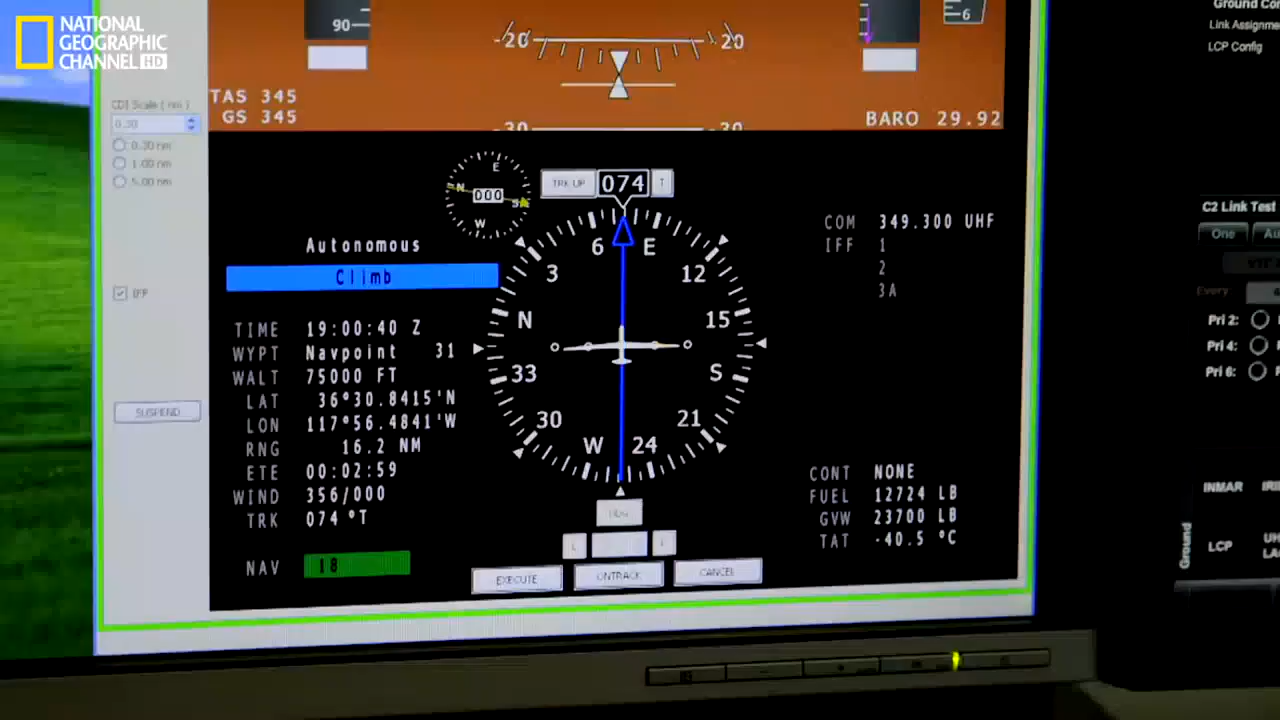 NATIONAL
GEOGRAPHIC
CHANNEL HD
CDI Scale ( nm )
0.30
0.30 nm
1.00 nm
5.00 nm
IFF
SUSPEND
90
-20
20
6
TAS 345
GS 345
BARO 29.92
-30
30
N
E
S
W
000
TRK UP
074
T
Autonomous
Climb
TIME 19:00:40 Z
WYPT Navpoint 31
WALT 75000 FT
LAT 36°30.8415'N
LON 117°56.4841'W
RNG 16.2 NM
ETE 00:02:59
WIND 356/000
TRK 074 °T
NAV 18
6
E
3
12
N
15
33
S
30
21
W
24
COM 349.300 UHF
IFF 1
2
3A
CONT NONE
FUEL 12724 LB
GVW 23700 LB
TAT -40.5 °C
EXECUTE
ONTRACK
CANCEL
Link Assignme
LCP Config
C2 Link Test
One
Every
Pri 2:
Pri 4:
Pri 6:
INMAR
Ground
LCP